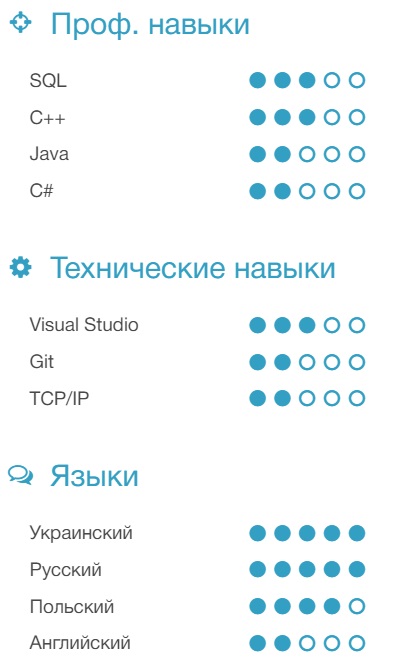 Проф. навыки
SQL
C++
Java
C#
Технические навыки
Visual Studio
Git
TCP/IP
Языки
Украинский
Русский
Польский
Английский